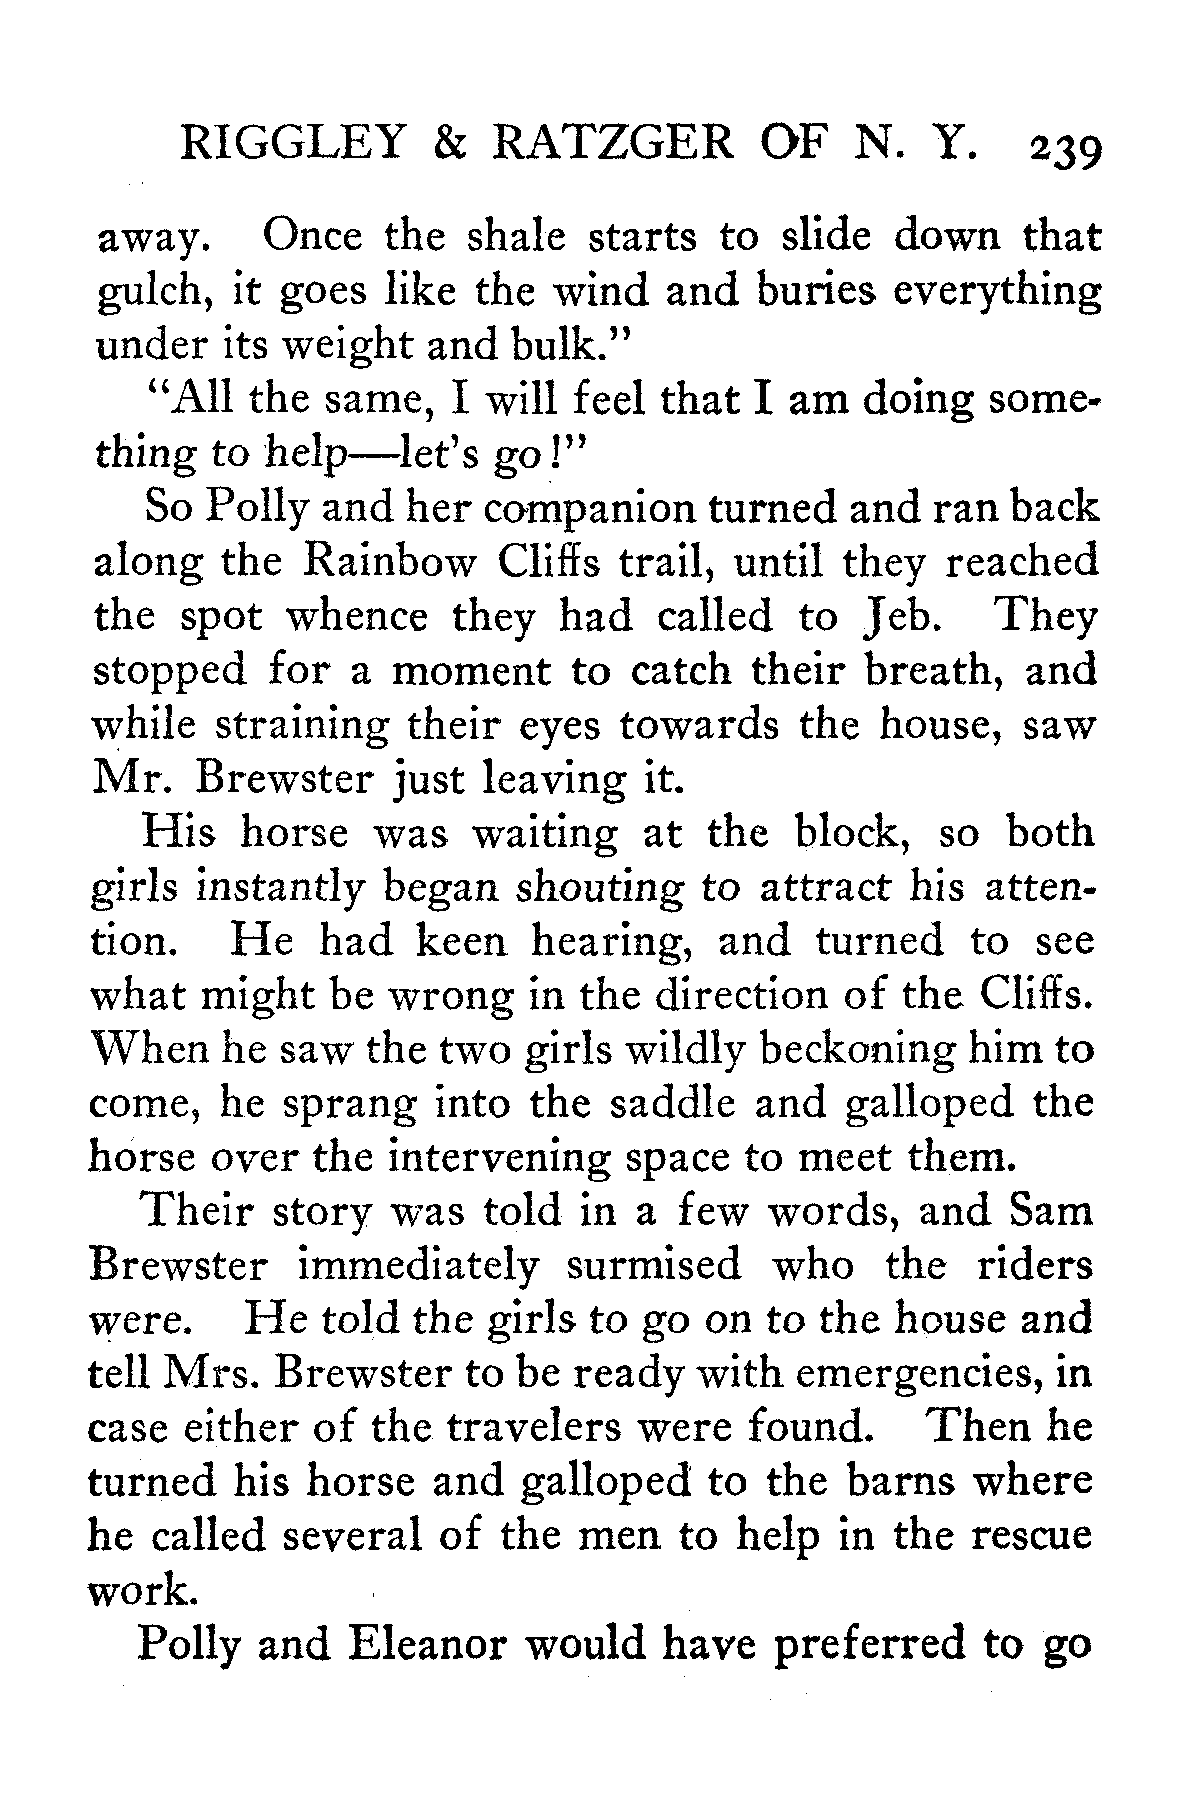 RIGGLEY & RATZGER OF N. Y. 239
away. Once the shale starts to slide down that
gulch, it goes like the wind and buries everything
under its weight and bulk."
"All the same, I will feel that I am doing some-
thing to help—let's go!"
So Polly and her companion turned and ran back
along the Rainbow Cliffs trail, until they reached
the spot whence they had called to Jeb. They
stopped for a moment to catch their breath, and
while straining their eyes towards the house, saw
Mr. Brewster just leaving it.
His horse was waiting at the block, so both
girls instantly began shouting to attract his atten-
tion. He had keen hearing, and turned to see
what might be wrong in the direction of the Cliffs.
When he saw the two girls wildly beckoning him to
come, he sprang into the saddle and galloped the
horse over the intervening space to meet them.
Their story was told in a few words, and Sam
Brewster immediately surmised who the riders
were. He told the girls to go on to the house and
tell Mrs. Brewster to be ready with emergencies, in
case either of the travelers were found. Then he
turned his horse and galloped to the barns where
he called several of the men to help in the rescue
work.
Polly and Eleanor would have preferred to go